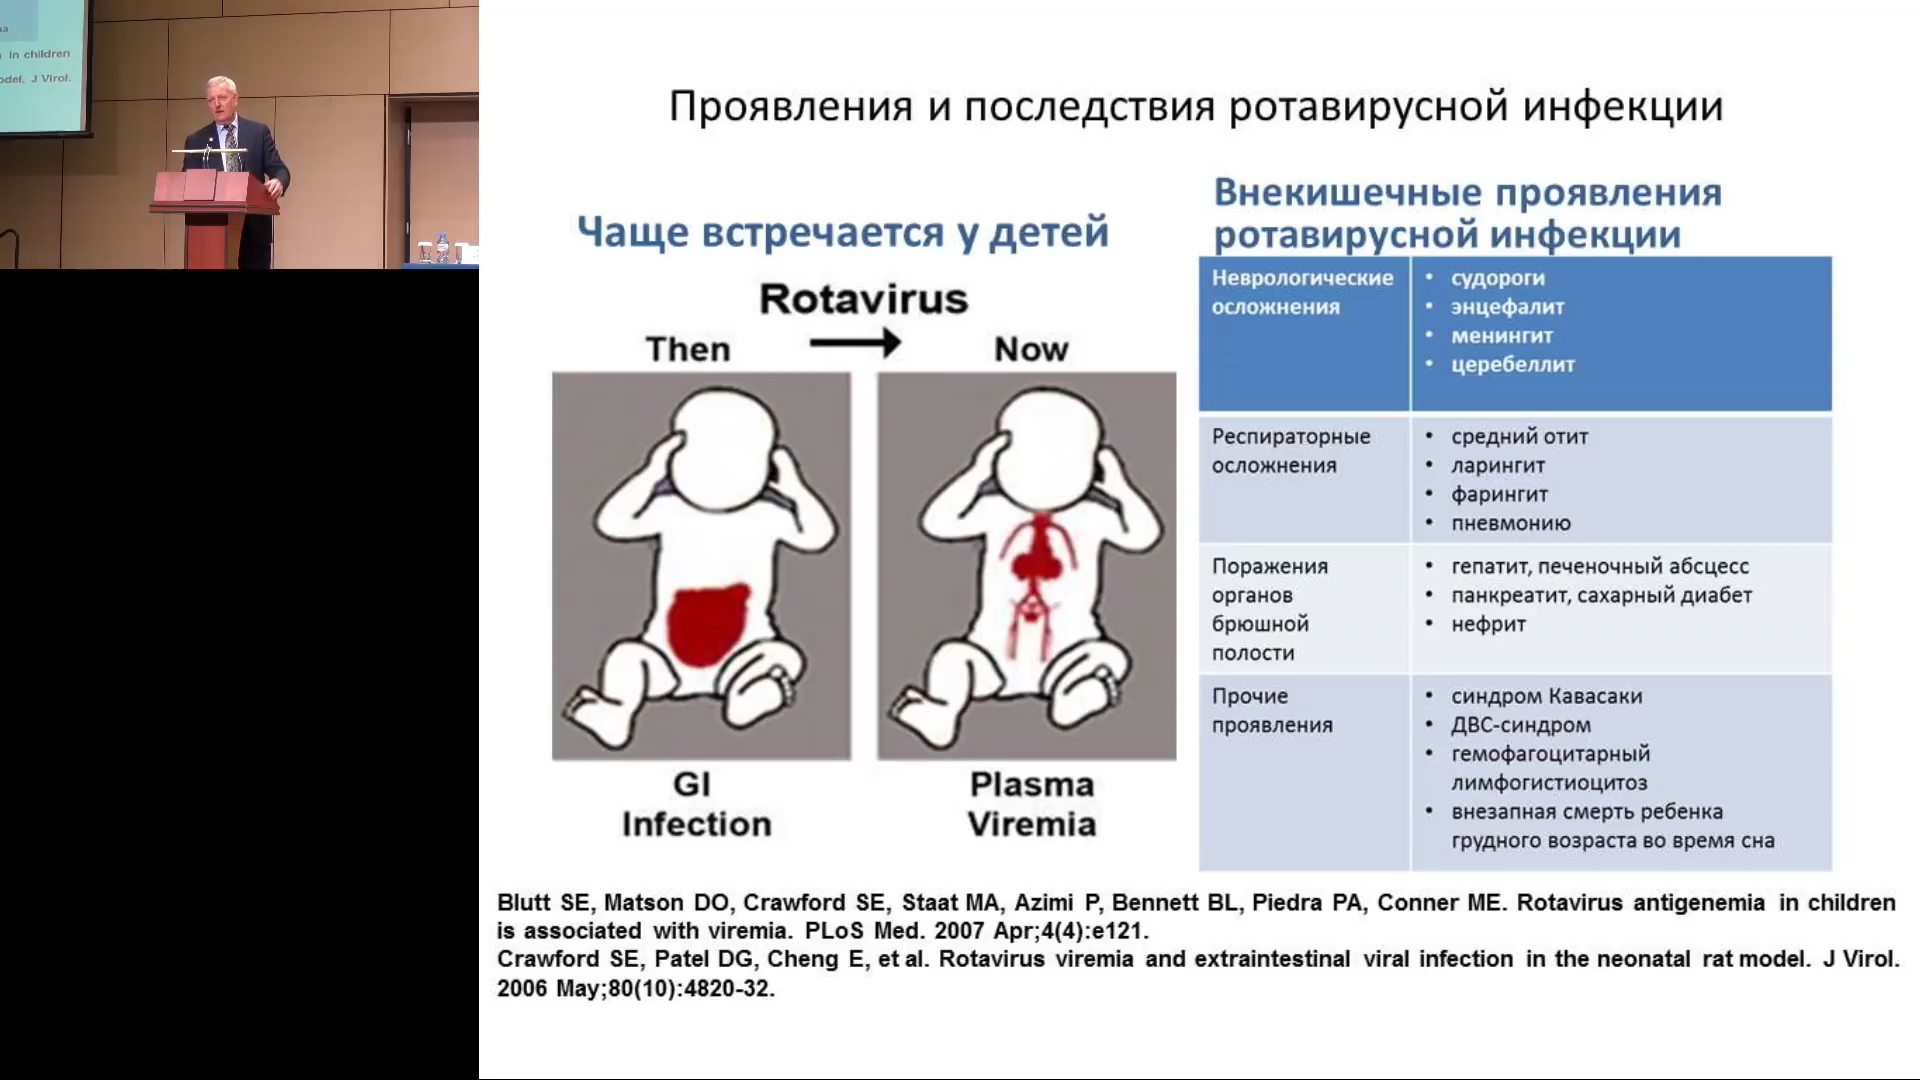 in children
odel. J Virol.
Проявления и последствия ротавирусной инфекции
Чаще встречается у детей
Rotavirus
Then
Now
GI
Infection
Plasma
Viremia
Внекишечные проявления
ротавирусной инфекции
Неврологические
осложнения
• судороги
• энцефалит
• менингит
• церебеллит
Респираторные
осложнения
• средний отит
• ларингит
• фарингит
• пневмонию
Поражения
органов
брюшной
полости
• гепатит, печеночный абсцесс
• панкреатит, сахарный диабет
• нефрит
Прочие
проявления
• синдром Кавасаки
• ДВС-синдром
• гемофагоцитарный
лимфогистиоцитоз
• внезапная смерть ребенка
грудного возраста во время сна
Blutt SE, Matson DO, Crawford SE, Staat MA, Azimi P, Bennett BL, Piedra PA, Conner ME. Rotavirus antigenemia in children
is associated with viremia. PLoS Med. 2007 Apr;4(4):e121.
Crawford SE, Patel DG, Cheng E, et al. Rotavirus viremia and extraintestinal viral infection in the neonatal rat model. J Virol.
2006 May;80(10):4820-32.